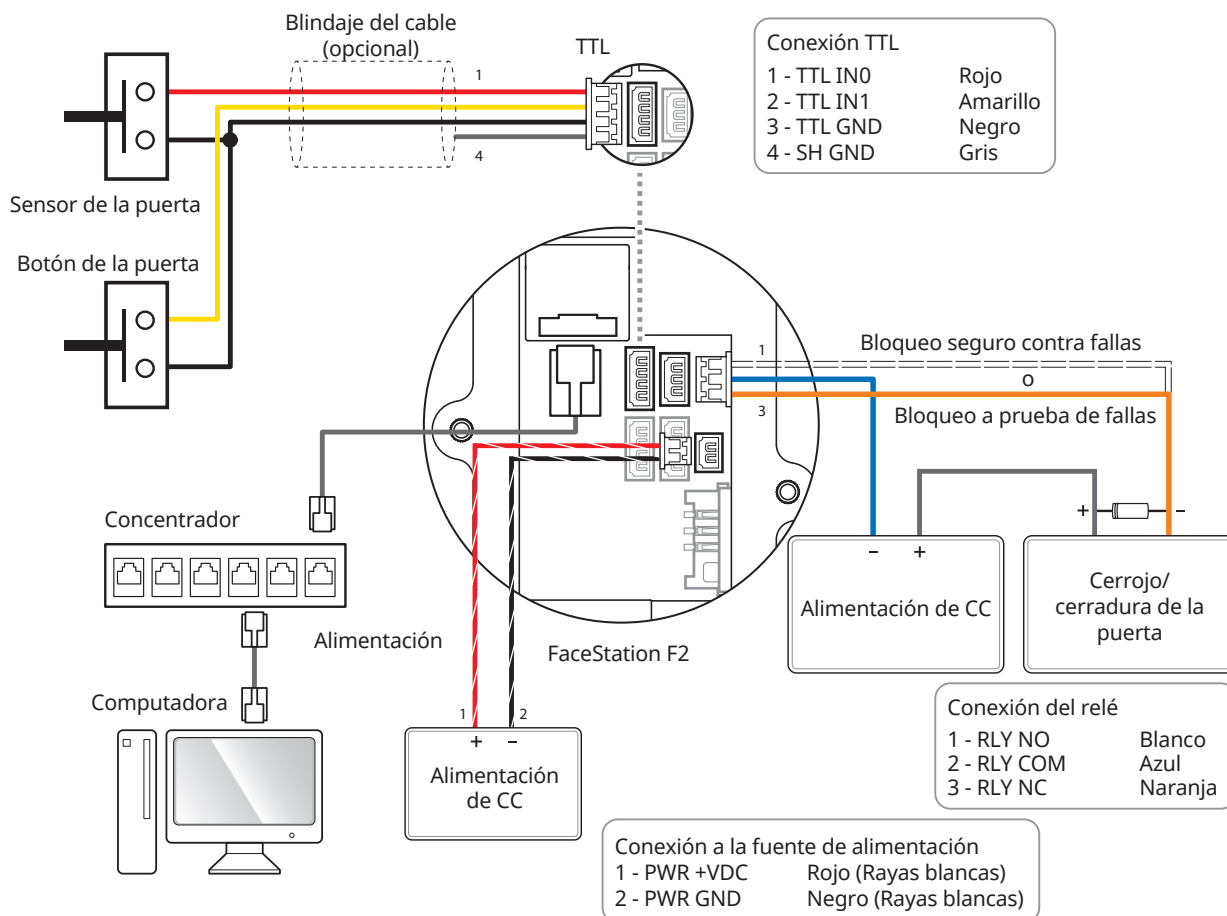 Blindaje del cable
(opcional)
TTL
1
4
Conexión TTL
1 - TTL IN0 Rojo
2 - TTL IN1 Amarillo
3 - TTL GND Negro
4 - SH GND Gris
Sensor de la puerta
Botón de la puerta
1
Bloqueo seguro contra fallas
o
3
Bloqueo a prueba de fallas
Concentrador
+
–
–
+
Alimentación de CC
Cerrojo/
cerradura de la
puerta
Alimentación
FaceStation F2
Computadora
1
2
+
–
Alimentación
de CC
Conexión del relé
1 - RLY NO Blanco
2 - RLY COM Azul
3 - RLY NC Naranja
Conexión a la fuente de alimentación
1 - PWR +VDC Rojo (Rayas blancas)
2 - PWR GND Negro (Rayas blancas)